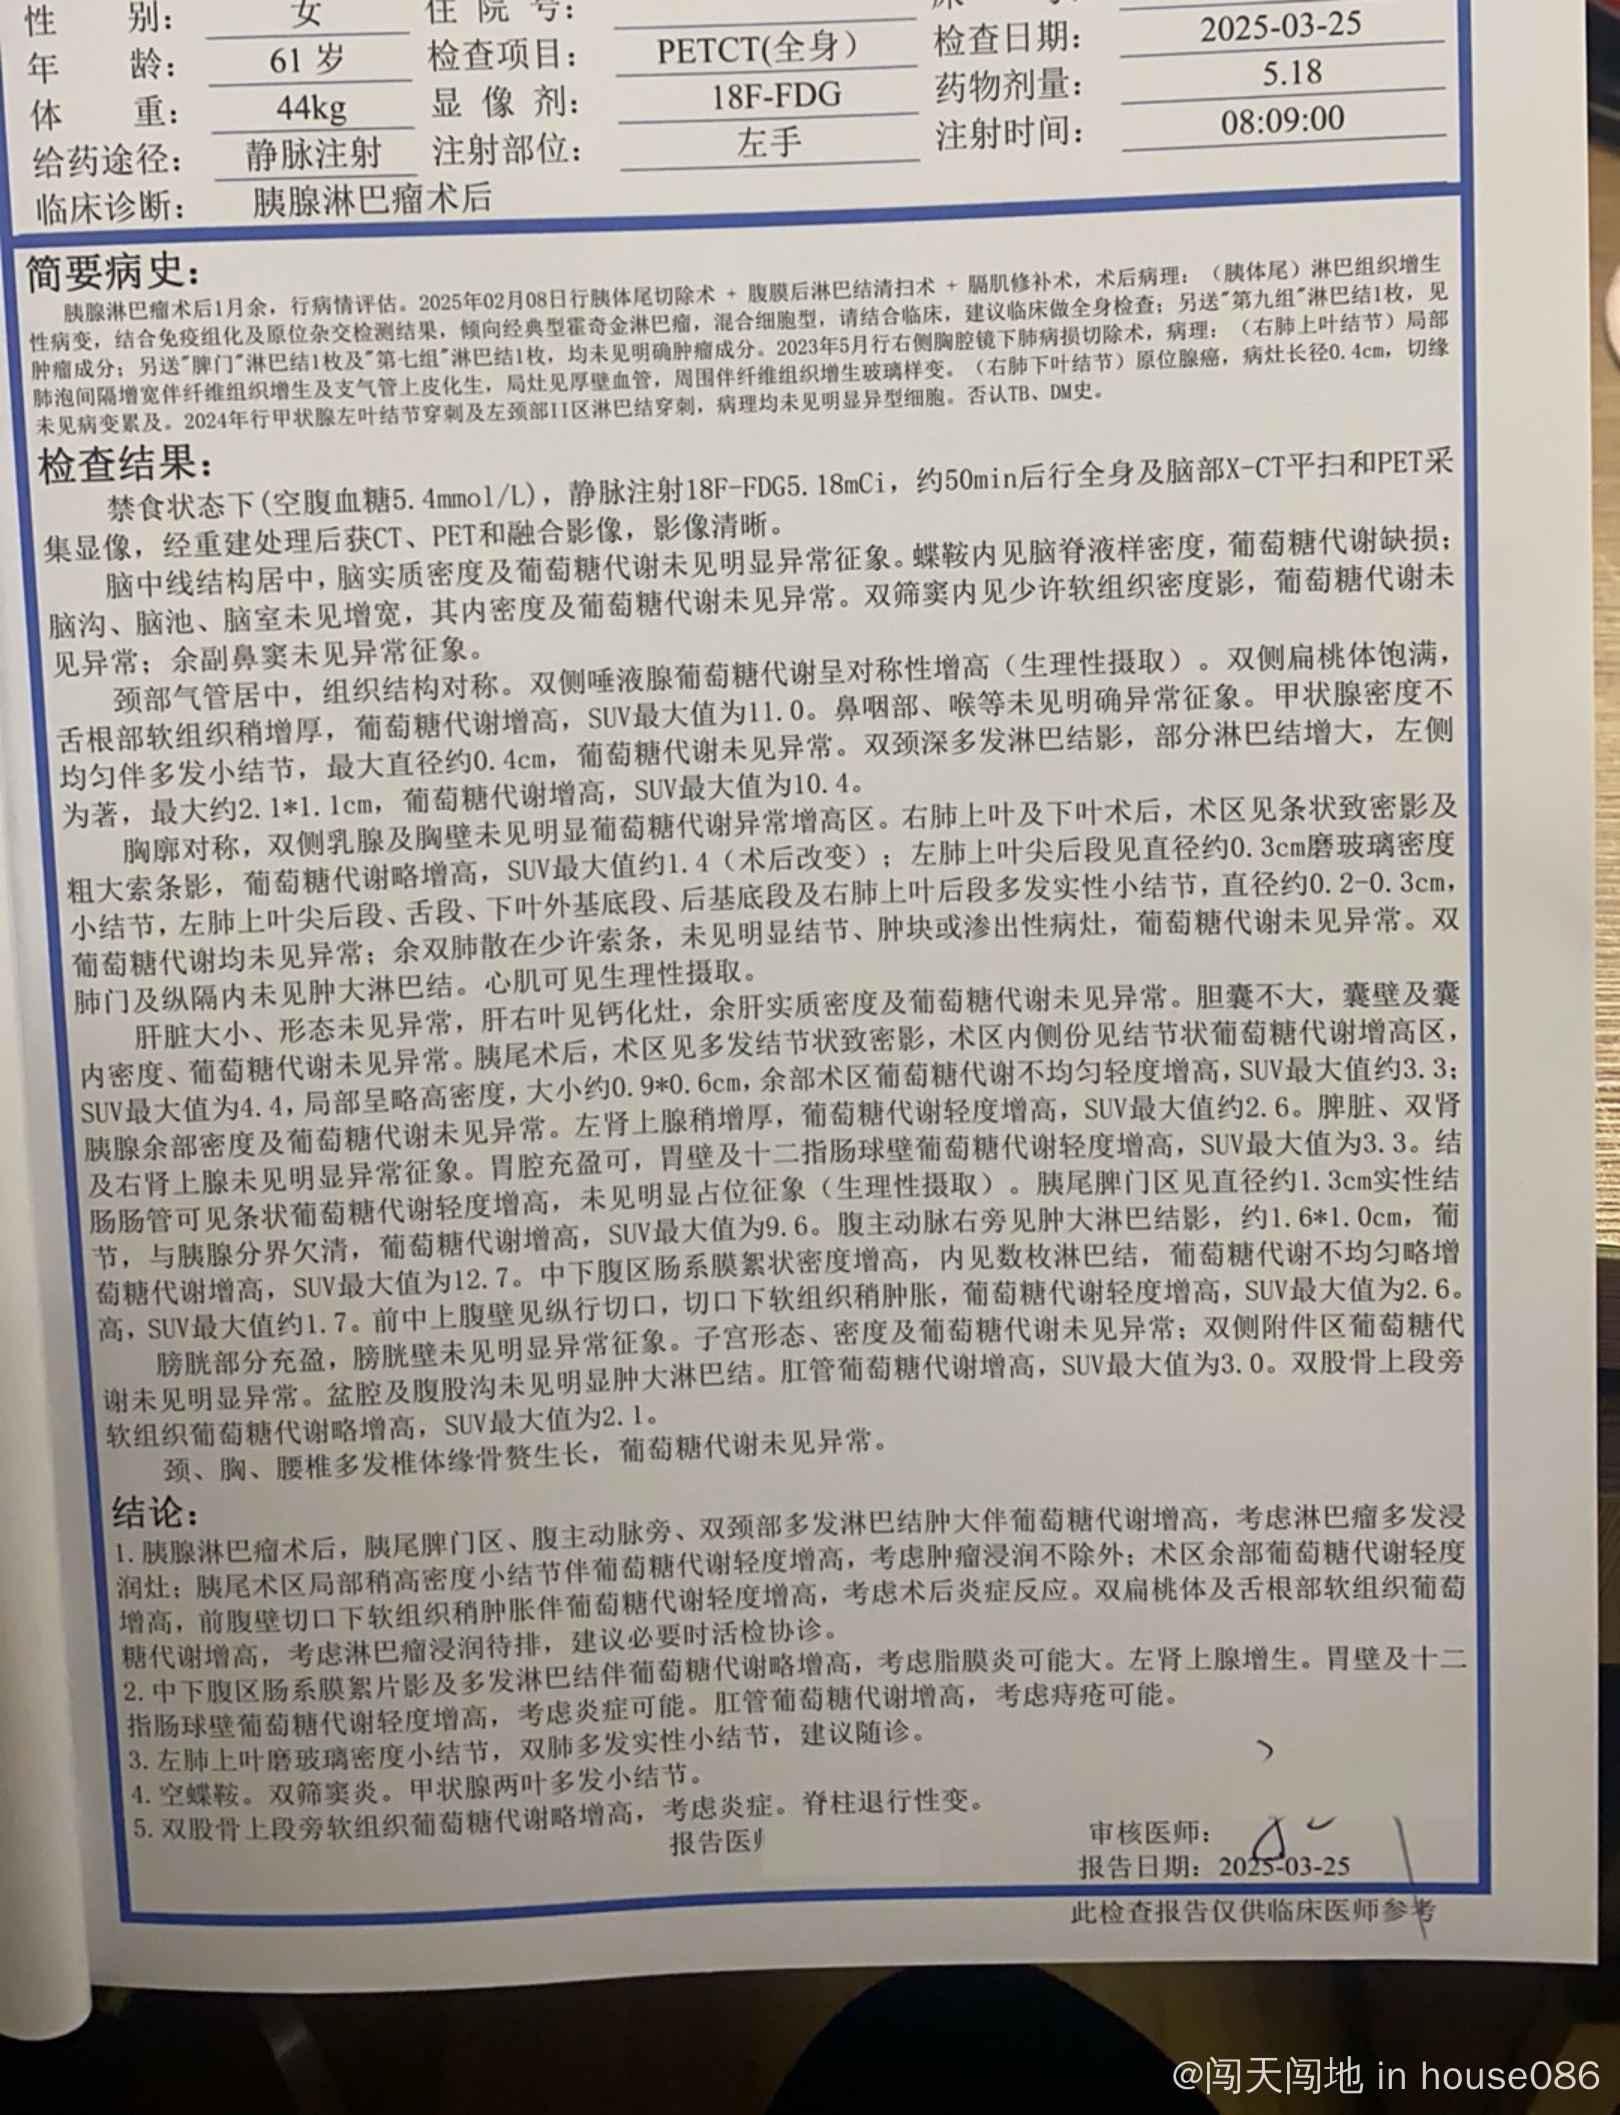 性 别： 女 住 院 号：
年 龄： 61 岁 检查项目： PETCT(全身） 检查日期： 2025-03-25
体 重： 44kg 显 像 剂： 18F-FDG 药物剂量： 5.18
给药途径： 静脉注射 注射部位： 左手 注射时间： 08:09:00
临床诊断： 胰腺淋巴瘤术后
简要病史：
胰腺淋巴瘤术后1月余，行病情评估。2025年02月08日行胰体尾切除术 + 腹膜后淋巴结清扫术 + 膈肌修补术，术后病理：（胰体尾）淋巴组织增生
性病变，结合免疫组化及原位杂交检测结果，倾向经典型霍奇金淋巴瘤，混合细胞型，请结合临床，建议临床做全身检查；另送"第九组"淋巴结1枚，见
肿瘤成分；另送"脾门"淋巴结1枚及"第七组"淋巴结1枚，均未见明确肿瘤成分。2023年5月行右侧胸腔镜下肺病损切除术，病理：（右肺上叶结节）局部
肺泡间隔增宽伴纤维组织增生及支气管上皮化生，局灶见厚壁血管，周围伴纤维组织增生玻璃样变。（右肺下叶结节）原位腺癌，病灶长径0.4cm，切缘
未见病变累及。2024年行甲状腺左叶结节穿刺及左颈部II区淋巴结穿刺，病理均未见明显异型细胞。否认TB、DM史。
检查结果：
禁食状态下(空腹血糖5.4mmol/L)，静脉注射18F-FDG5.18mCi，约50min后行全身及脑部X-CT平扫和PET采
集显像，经重建处理后获CT、PET和融合影像，影像清晰。
脑中线结构居中，脑实质密度及葡萄糖代谢未见明显异常征象。蝶鞍内见脑脊液样密度，葡萄糖代谢缺损；
脑沟、脑池、脑室未见增宽，其内密度及葡萄糖代谢未见异常。双筛窦内见少许软组织密度影，葡萄糖代谢未
见异常；余副鼻窦未见异常征象。
颈部气管居中，组织结构对称。双侧唾液腺葡萄糖代谢呈对称性增高（生理性摄取）。双侧扁桃体饱满，
舌根部软组织稍增厚，葡萄糖代谢增高，SUV最大值为11.0。鼻咽部、喉等未见明确异常征象。甲状腺密度不
均匀伴多发小结节，最大直径约0.4cm，葡萄糖代谢未见异常。双颈深多发淋巴结影，部分淋巴结增大，左侧
为著，最大约2.1*1.1cm，葡萄糖代谢增高，SUV最大值为10.4。
胸廓对称，双侧乳腺及胸壁未见明显葡萄糖代谢异常增高区。右肺上叶及下叶术后，术区见条状致密影及
粗大索条影，葡萄糖代谢略增高，SUV最大值约1.4（术后改变）；左肺上叶尖后段见直径约0.3cm磨玻璃密度
小结节，左肺上叶尖后段、舌段、下叶外基底段、后基底段及右肺上叶后段多发实性小结节，直径约0.2-0.3cm，
葡萄糖代谢均未见异常；余双肺散在少许索条，未见明显结节、肿块或渗出性病灶，葡萄糖代谢未见异常。双
肺门及纵隔内未见肿大淋巴结。心肌可见生理性摄取。
肝脏大小、形态未见异常，肝右叶见钙化灶，余肝实质密度及葡萄糖代谢未见异常。胆囊不大，囊壁及囊
内密度、葡萄糖代谢未见异常。胰尾术后，术区见多发结节状致密影，术区内侧份见结节状葡萄糖代谢增高区，
SUV最大值为4.4，局部呈略高密度，大小约0.9*0.6cm，余部术区葡萄糖代谢不均匀轻度增高，SUV最大值约3.3；
胰腺余部密度及葡萄糖代谢未见异常。左肾上腺稍增厚，葡萄糖代谢轻度增高，SUV最大值约2.6。脾脏、双肾
及右肾上腺未见明显异常征象。胃腔充盈可，胃壁及十二指肠球壁葡萄糖代谢轻度增高，SUV最大值为3.3。结
肠肠管可见条状葡萄糖代谢轻度增高，未见明显占位征象（生理性摄取）。胰尾脾门区见直径约1.3cm实性结
节，与胰腺分界欠清，葡萄糖代谢增高，SUV最大值为9.6。腹主动脉右旁见肿大淋巴结影，约1.6*1.0cm，葡
萄糖代谢增高，SUV最大值为12.7。中下腹区肠系膜絮状密度增高，内见数枚淋巴结，葡萄糖代谢不均匀略增
高，SUV最大值约1.7。前中上腹壁见纵行切口，切口下软组织稍肿胀，葡萄糖代谢轻度增高，SUV最大值为2.6。
膀胱部分充盈，膀胱壁未见明显异常征象。子宫形态、密度及葡萄糖代谢未见异常；双侧附件区葡萄糖代
谢未见明显异常。盆腔及腹股沟未见明显肿大淋巴结。肛管葡萄糖代谢增高，SUV最大值为3.0。双股骨上段旁
软组织葡萄糖代谢略增高，SUV最大值为2.1。
颈、胸、腰椎多发椎体缘骨赘生长，葡萄糖代谢未见异常。
结论：
1.胰腺淋巴瘤术后，胰尾脾门区、腹主动脉旁、双颈部多发淋巴结肿大伴葡萄糖代谢增高，考虑淋巴瘤多发浸
润灶；胰尾术区局部稍高密度小结节伴葡萄糖代谢轻度增高，考虑肿瘤浸润不除外；术区余部葡萄糖代谢轻度
增高，前腹壁切口下软组织稍肿胀伴葡萄糖代谢轻度增高，考虑术后炎症反应。双扁桃体及舌根部软组织葡萄
糖代谢增高，考虑淋巴瘤浸润待排，建议必要时活检协诊。
2.中下腹区肠系膜絮片影及多发淋巴结伴葡萄糖代谢略增高，考虑脂膜炎可能大。左肾上腺增生。胃壁及十二
指肠球壁葡萄糖代谢轻度增高，考虑炎症可能。肛管葡萄糖代谢增高，考虑痔疮可能。
3.左肺上叶磨玻璃密度小结节，双肺多发实性小结节，建议随诊。
4.空蝶鞍。双筛窦炎。甲状腺两叶多发小结节。
5.双股骨上段旁软组织葡萄糖代谢略增高，考虑炎症。脊柱退行性变。
报告医师 审核医师：
报告日期：2025-03-25
此检查报告仅供临床医师参考
@闯天闯地 in house086